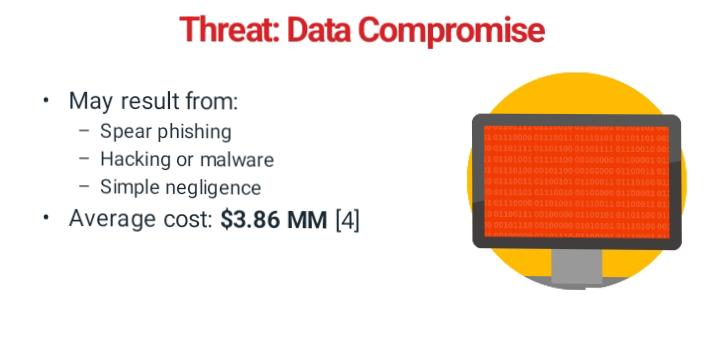 Threat: Data Compromise
• May result from:
– Spear phishing
– Hacking or malware
– Simple negligence
• Average cost: $3.86 MM [4]